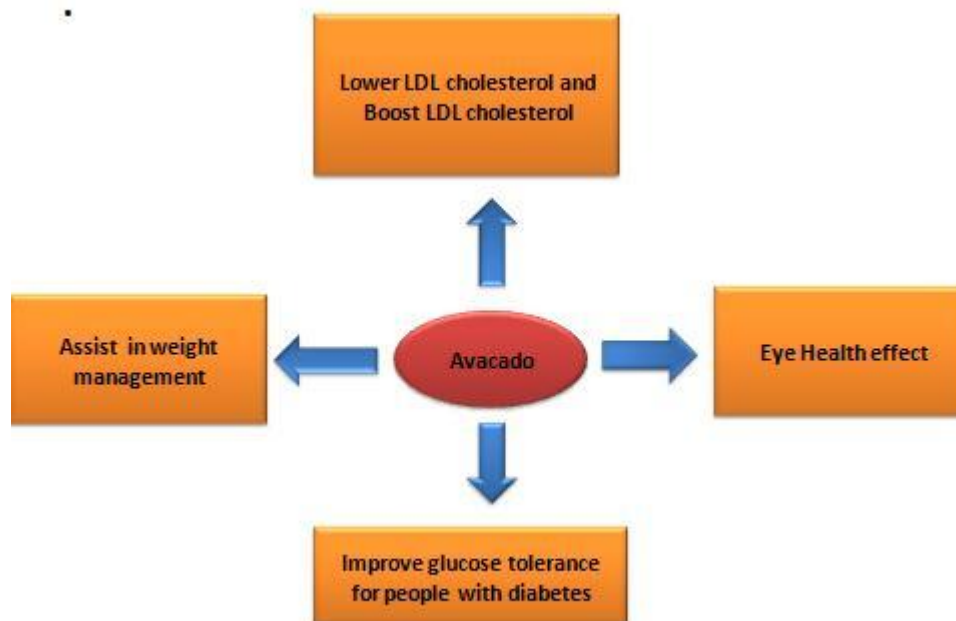 Lower LDL cholesterol and
Boost LDL cholesterol
Assist in weight
management
Avacado
Eye Health effect
Improve glucose tolerance
for people with diabetes